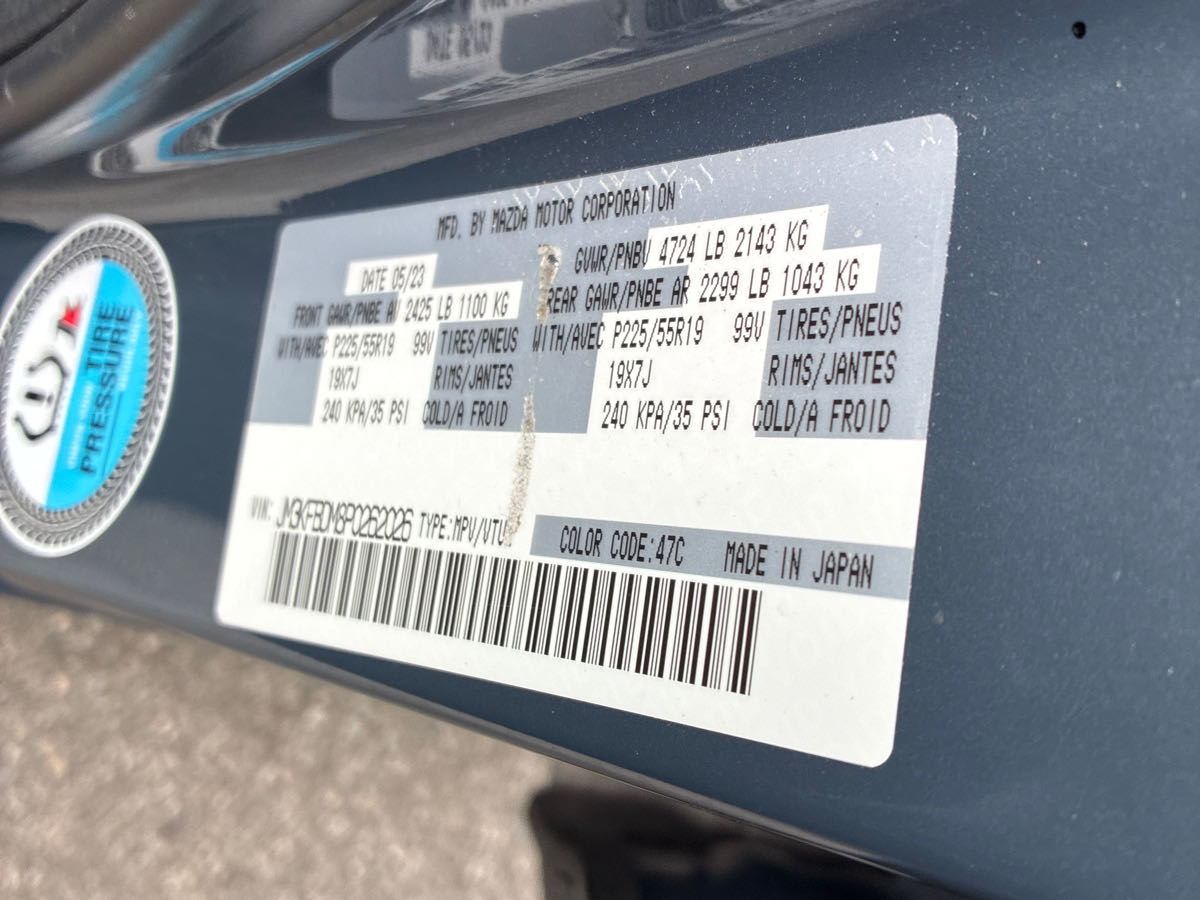 MFD. BY MAZDA MOTOR CORPORATION
DATE 05/23 GVWR/PNBV 4724 LB 2143 KG
FRONT GAWR/PNBE AV 2425 LB 1100 KG REAR GAWR/PNBE AR 2299 LB 1043 KG
WITH/AVEC P225/55R19 99V TIRES/PNEUS WITH/AVEC P225/55R19 99V TIRES/PNEUS
19X7J RIMS/JANTES 19X7J RIMS/JANTES
240 KPA/35 PSI COLD/A FROID 240 KPA/35 PSI COLD/A FROID
VIN: JM3KFBDM8P0262026 TYPE:MPV/VTUM
COLOR CODE:47C MADE IN JAPAN
TIRE
PRESSURE